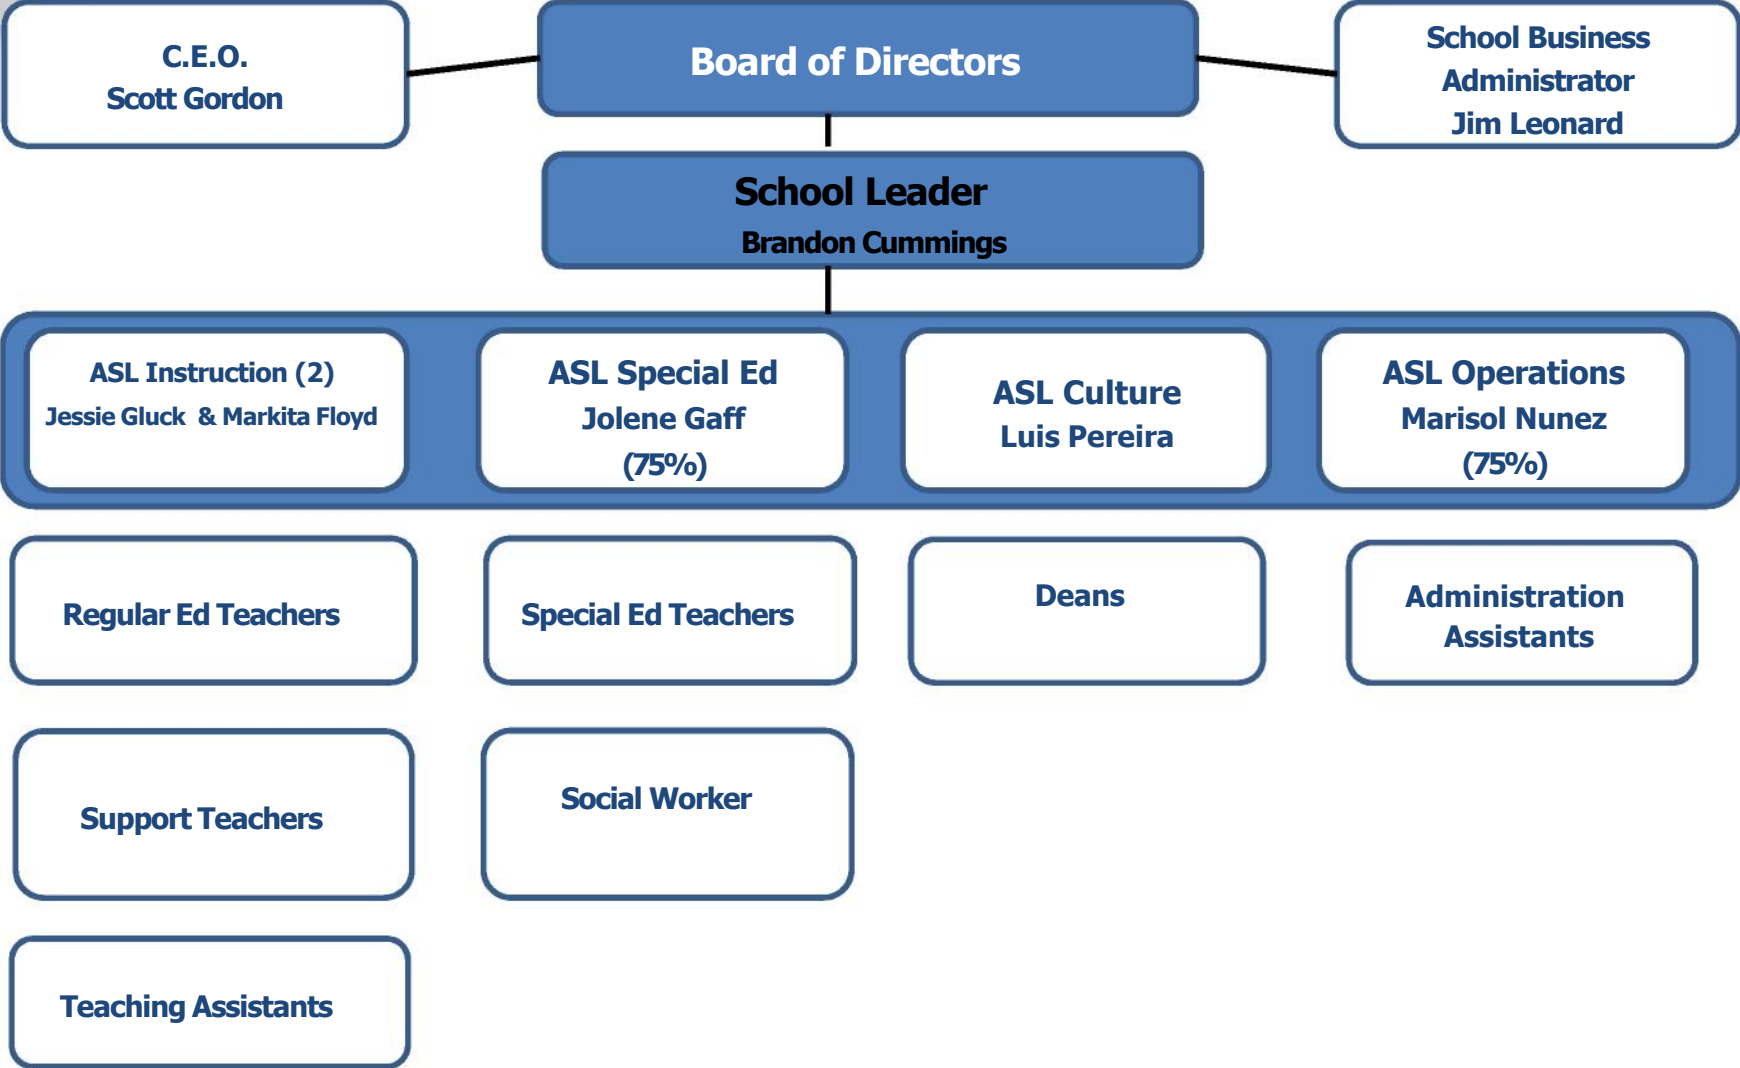 C.E.O.
Scott Gordon
Board of Directors
School Business
Administrator
Jim Leonard
School Leader
Brandon Cummings
ASL Instruction (2)
Jessie Gluck & Markita Floyd
ASL Special Ed
Jolene Gaff
(75%)
ASL Culture
Luis Pereira
ASL Operations
Marisol Nunez
(75%)
Regular Ed Teachers
Special Ed Teachers
Deans
Administration
Assistants
Support Teachers
Social Worker
Teaching Assistants